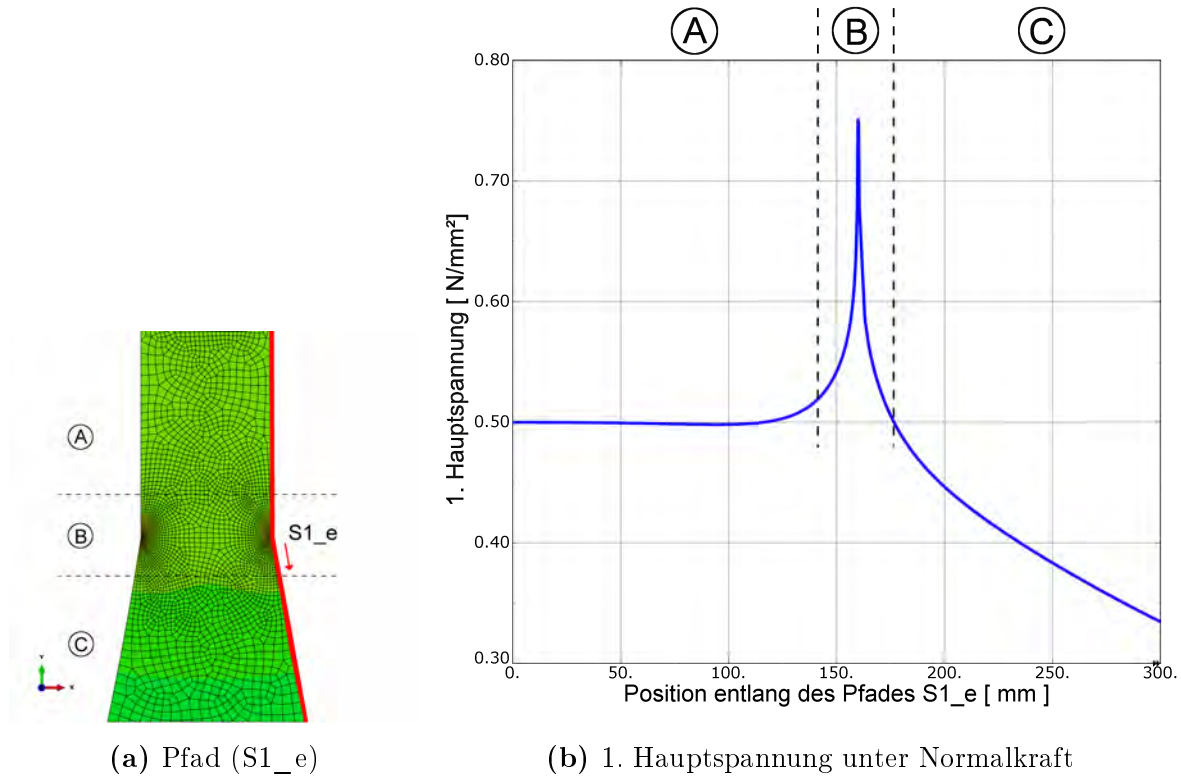 A
B
C
S1_e
Y
X
A B C
0.80
0.70
0.60
0.50
0.40
0.30
1. Hauptspannung [ N/mm² ]
0. 50. 100. 150. 200. 250. 300.
Position entlang des Pfades S1_e [ mm ]
(a) Pfad (S1_e)
(b) 1. Hauptspannung unter Normalkraft